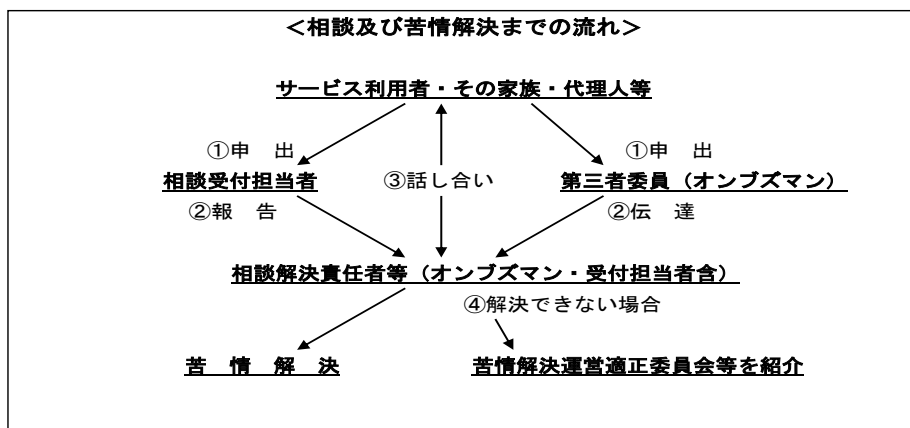 ＜相談及び苦情解決までの流れ＞
サービス利用者・その家族・代理人等
①申　出　①申　出
相談受付担当者　③話し合い　第三者委員（オンブズマン）
②報　告　②伝　達
相談解決責任者等（オンブズマン・受付担当者含）
④解決できない場合
苦　情　解　決　苦情解決運営適正委員会等を紹介